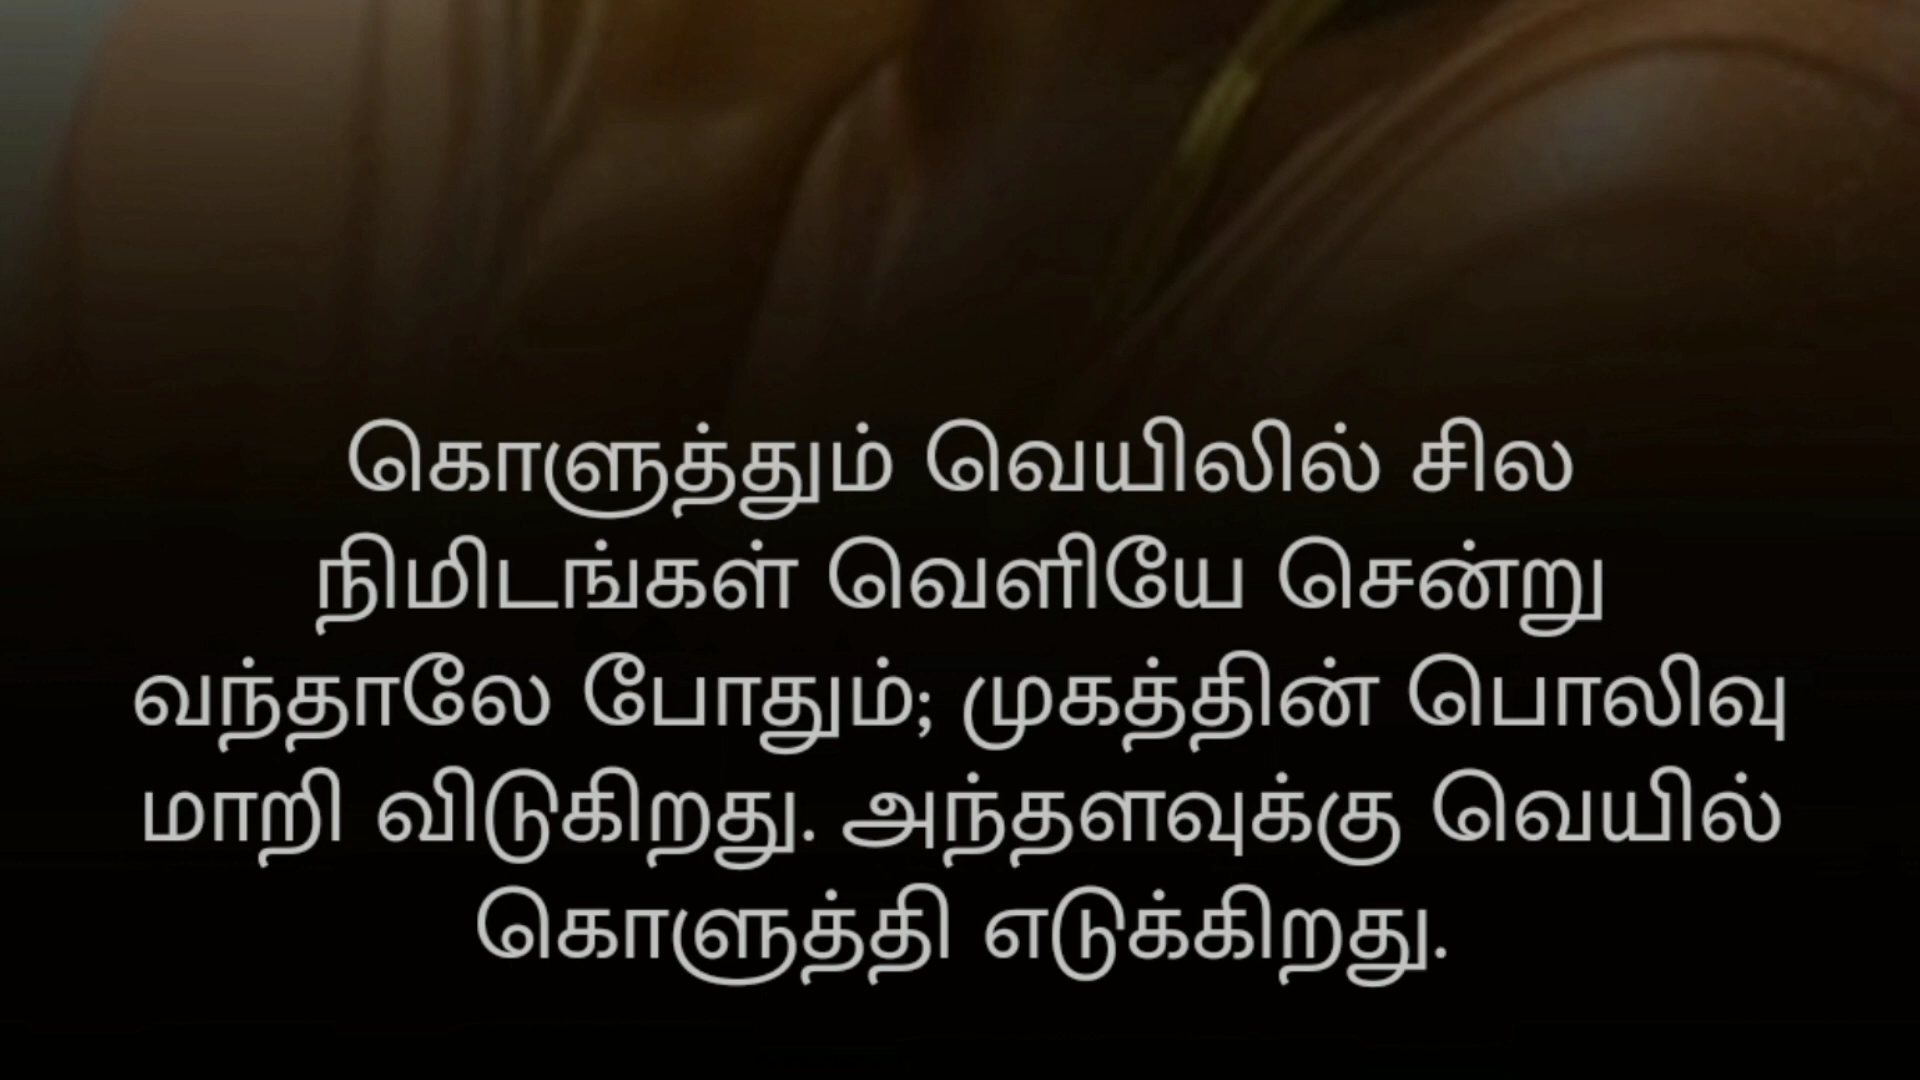 கொளுத்தும் வெயிலில் சில
நிமிடங்கள் வெளியே சென்று
வந்தாலே போதும்; முகத்தின் பொலிவு
மாறி விடுகிறது. அந்தளவுக்கு வெயில்
கொளுத்தி எடுக்கிறது.